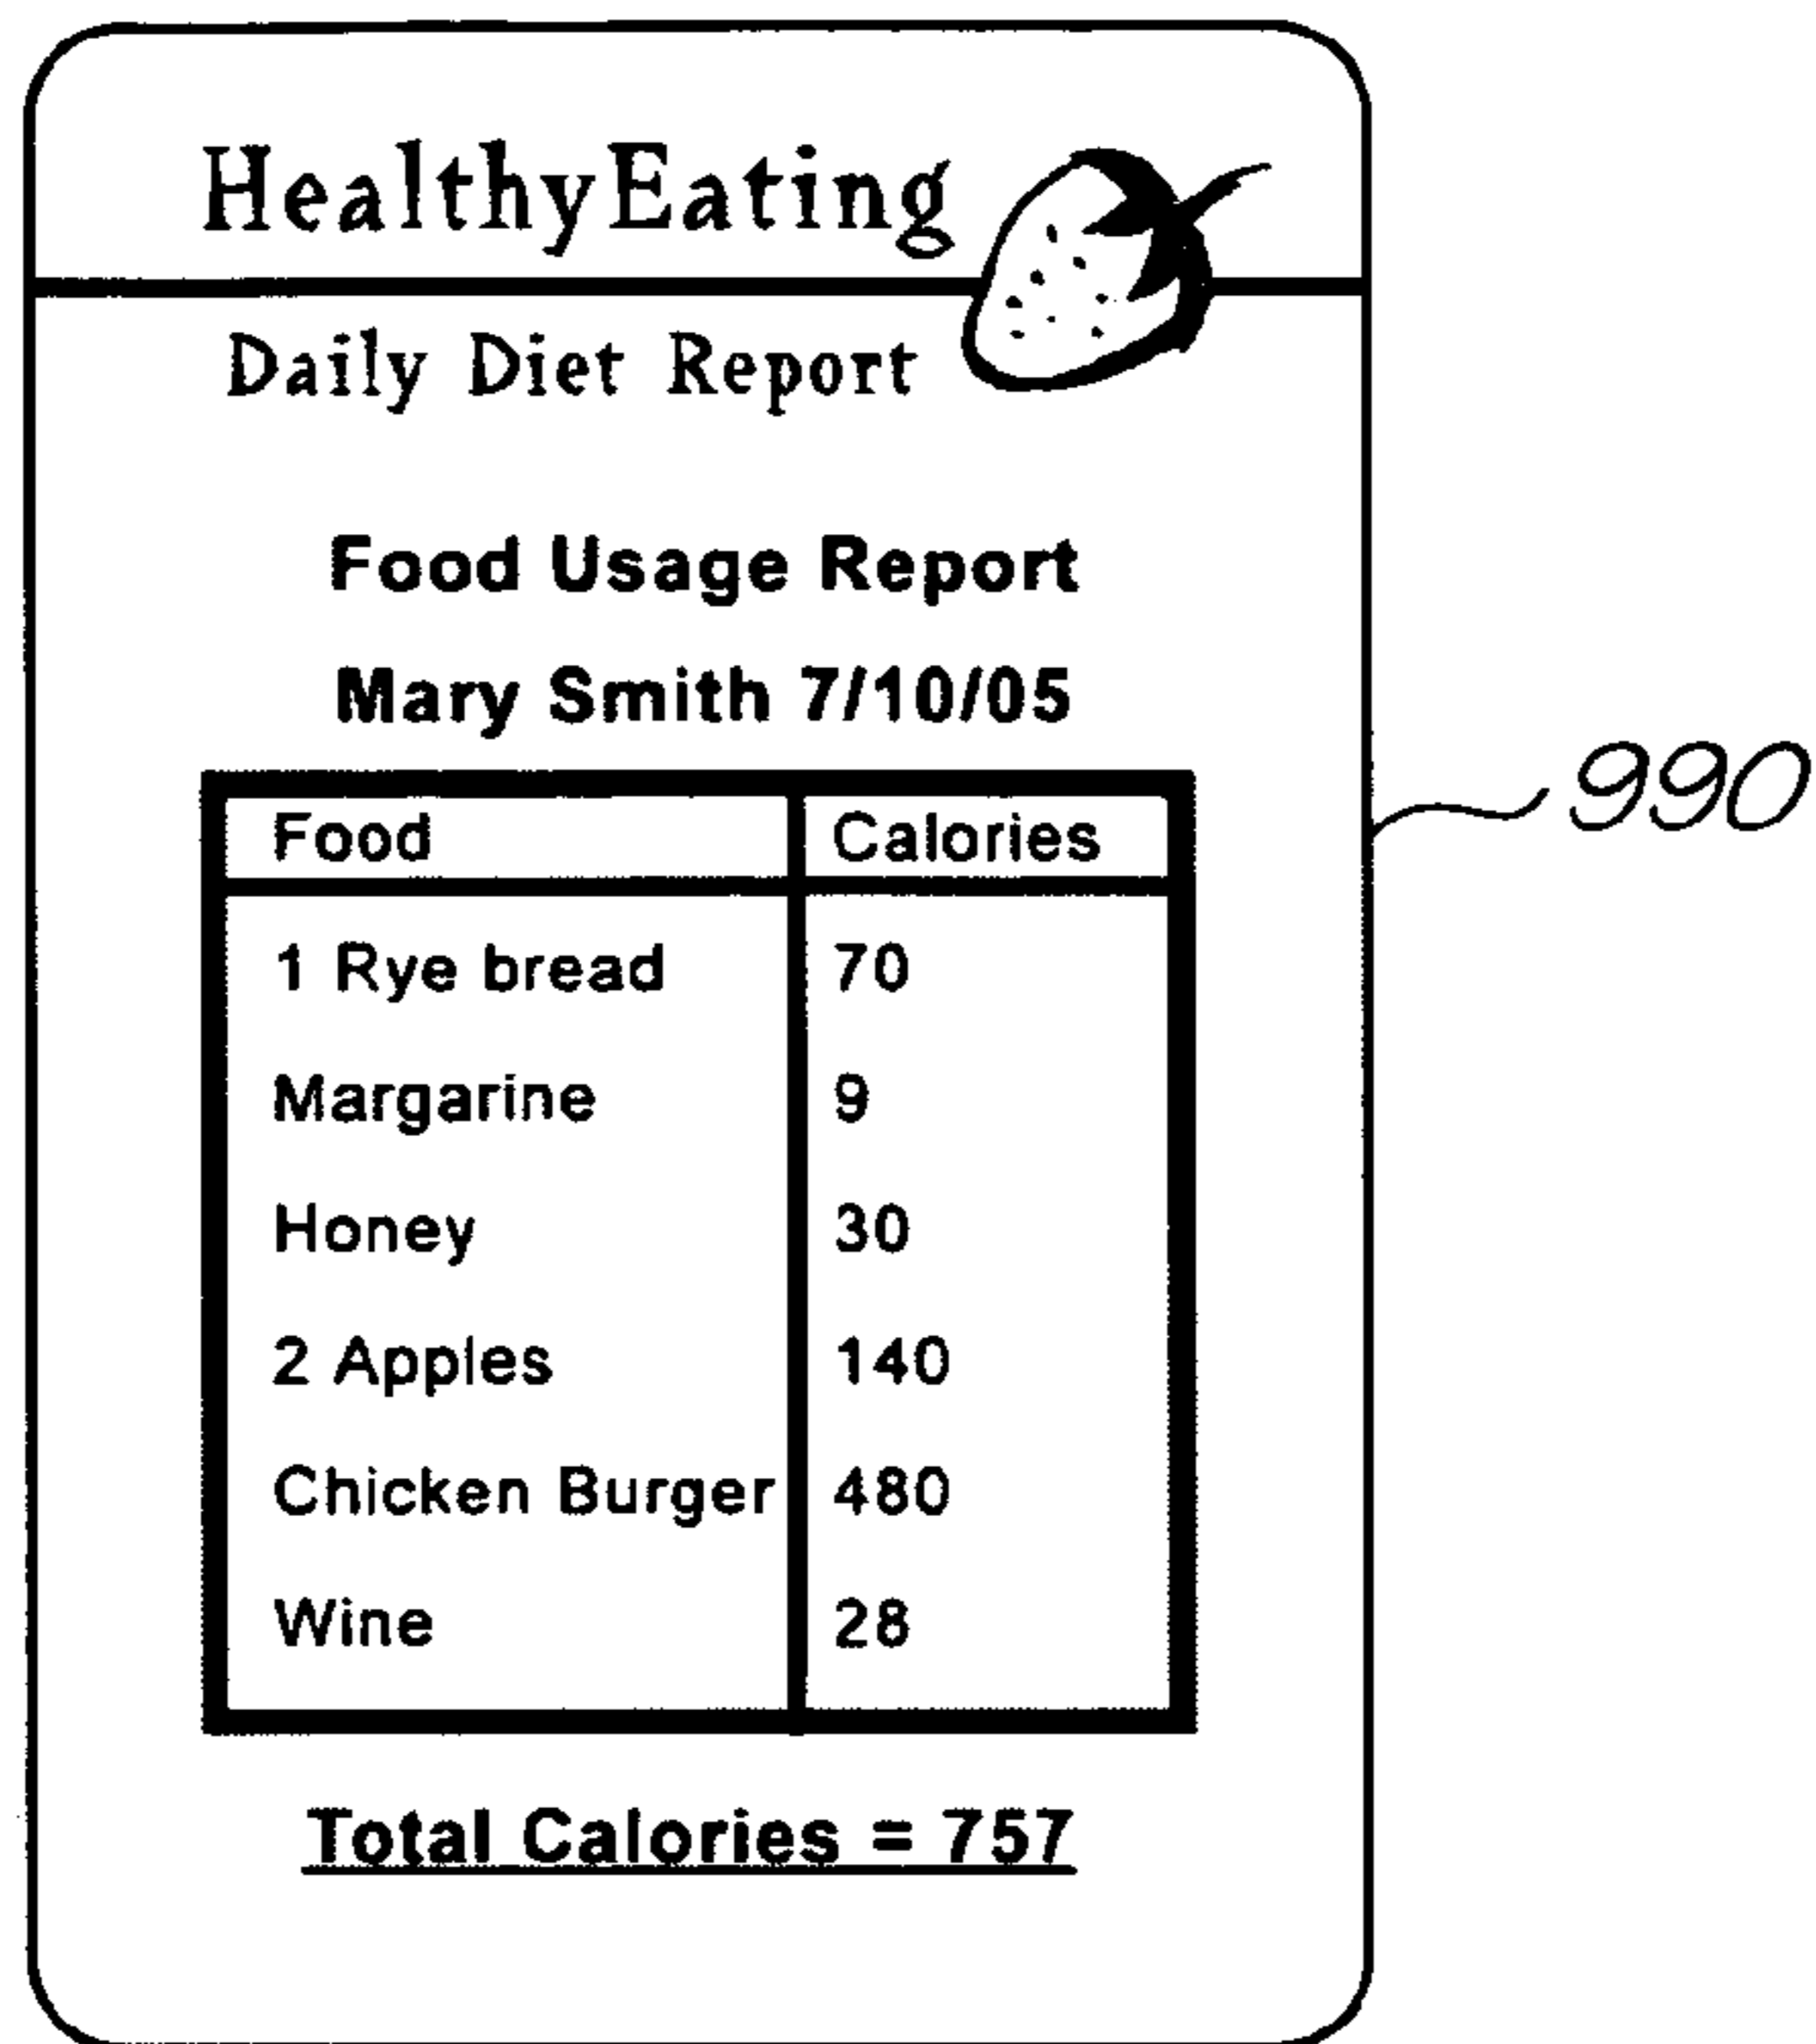 HealthyEating
Daily Diet Report
Food Usage Report
Mary Smith 7/10/05
990
Food Calories
1 Rye bread 70
Margarine 9
Honey 30
2 Apples 140
Chicken Burger 480
Wine 28
Total Calories = 757